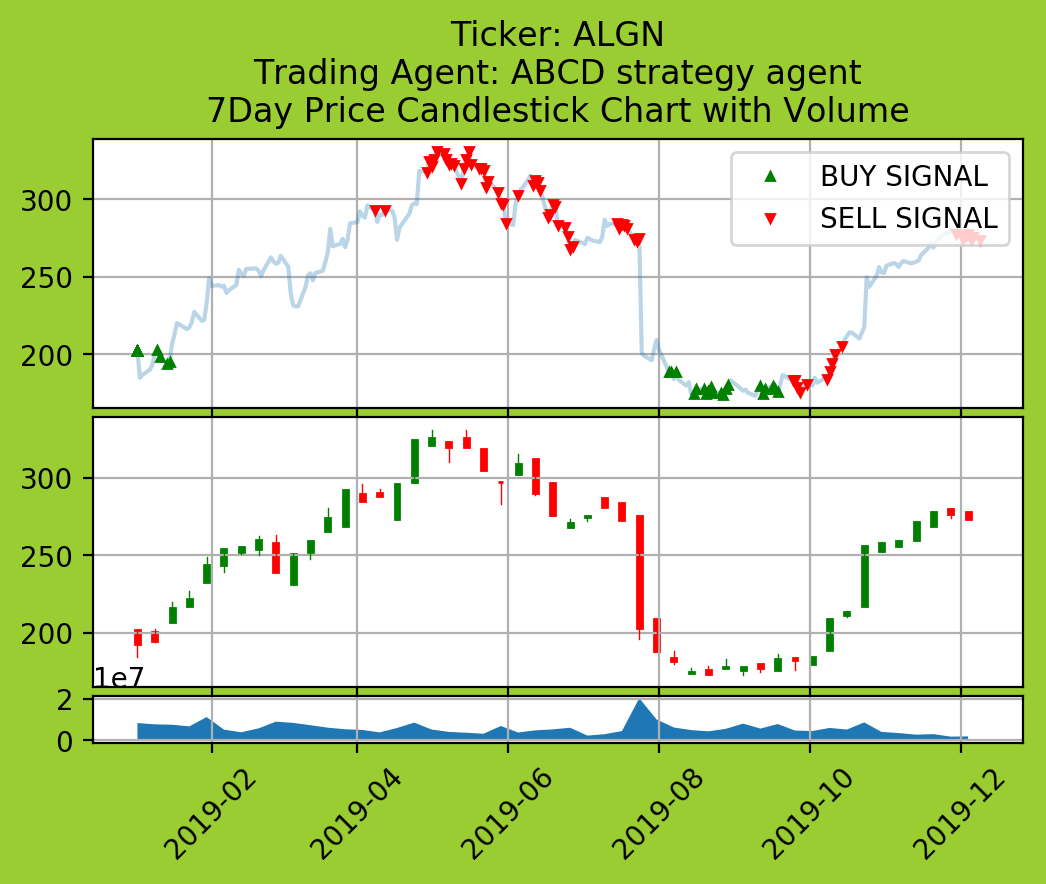 Ticker: ALGN
Trading Agent: ABCD strategy agent
7Day Price Candlestick Chart with Volume
BUY SIGNAL
SELL SIGNAL
300
250
200
300
250
200
1e7
2
0
2019-02
2019-04
2019-06
2019-08
2019-10
2019-12